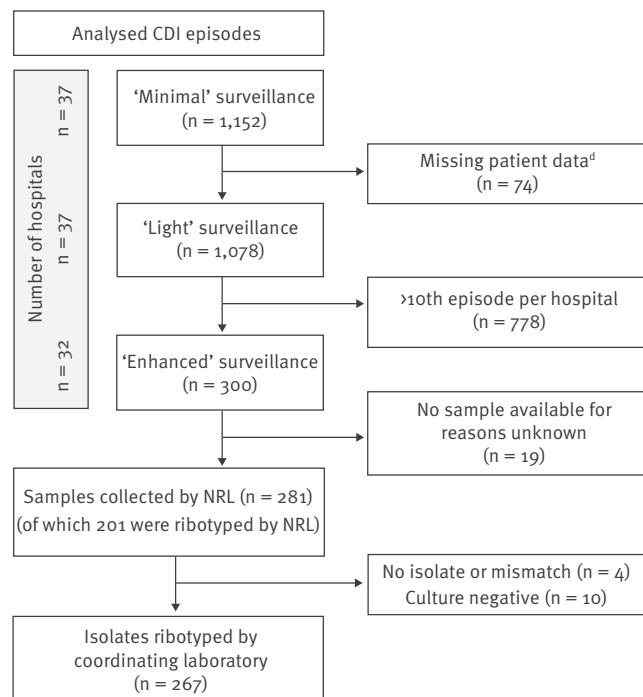 Analysed CDI episodes
Number of hospitals
n = 37
n = 37
n = 32
‘Minimal’ surveillance
(n = 1,152)
Missing patient dataᵈ
(n = 74)
‘Light’ surveillance
(n = 1,078)
›10th episode per hospital
(n = 778)
‘Enhanced’ surveillance
(n = 300)
No sample available for
reasons unknown
(n = 19)
Samples collected by NRL (n = 281)
(of which 201 were ribotyped by NRL)
No isolate or mismatch (n = 4)
Culture negative (n = 10)
Isolates ribotyped by
coordinating laboratory
(n = 267)